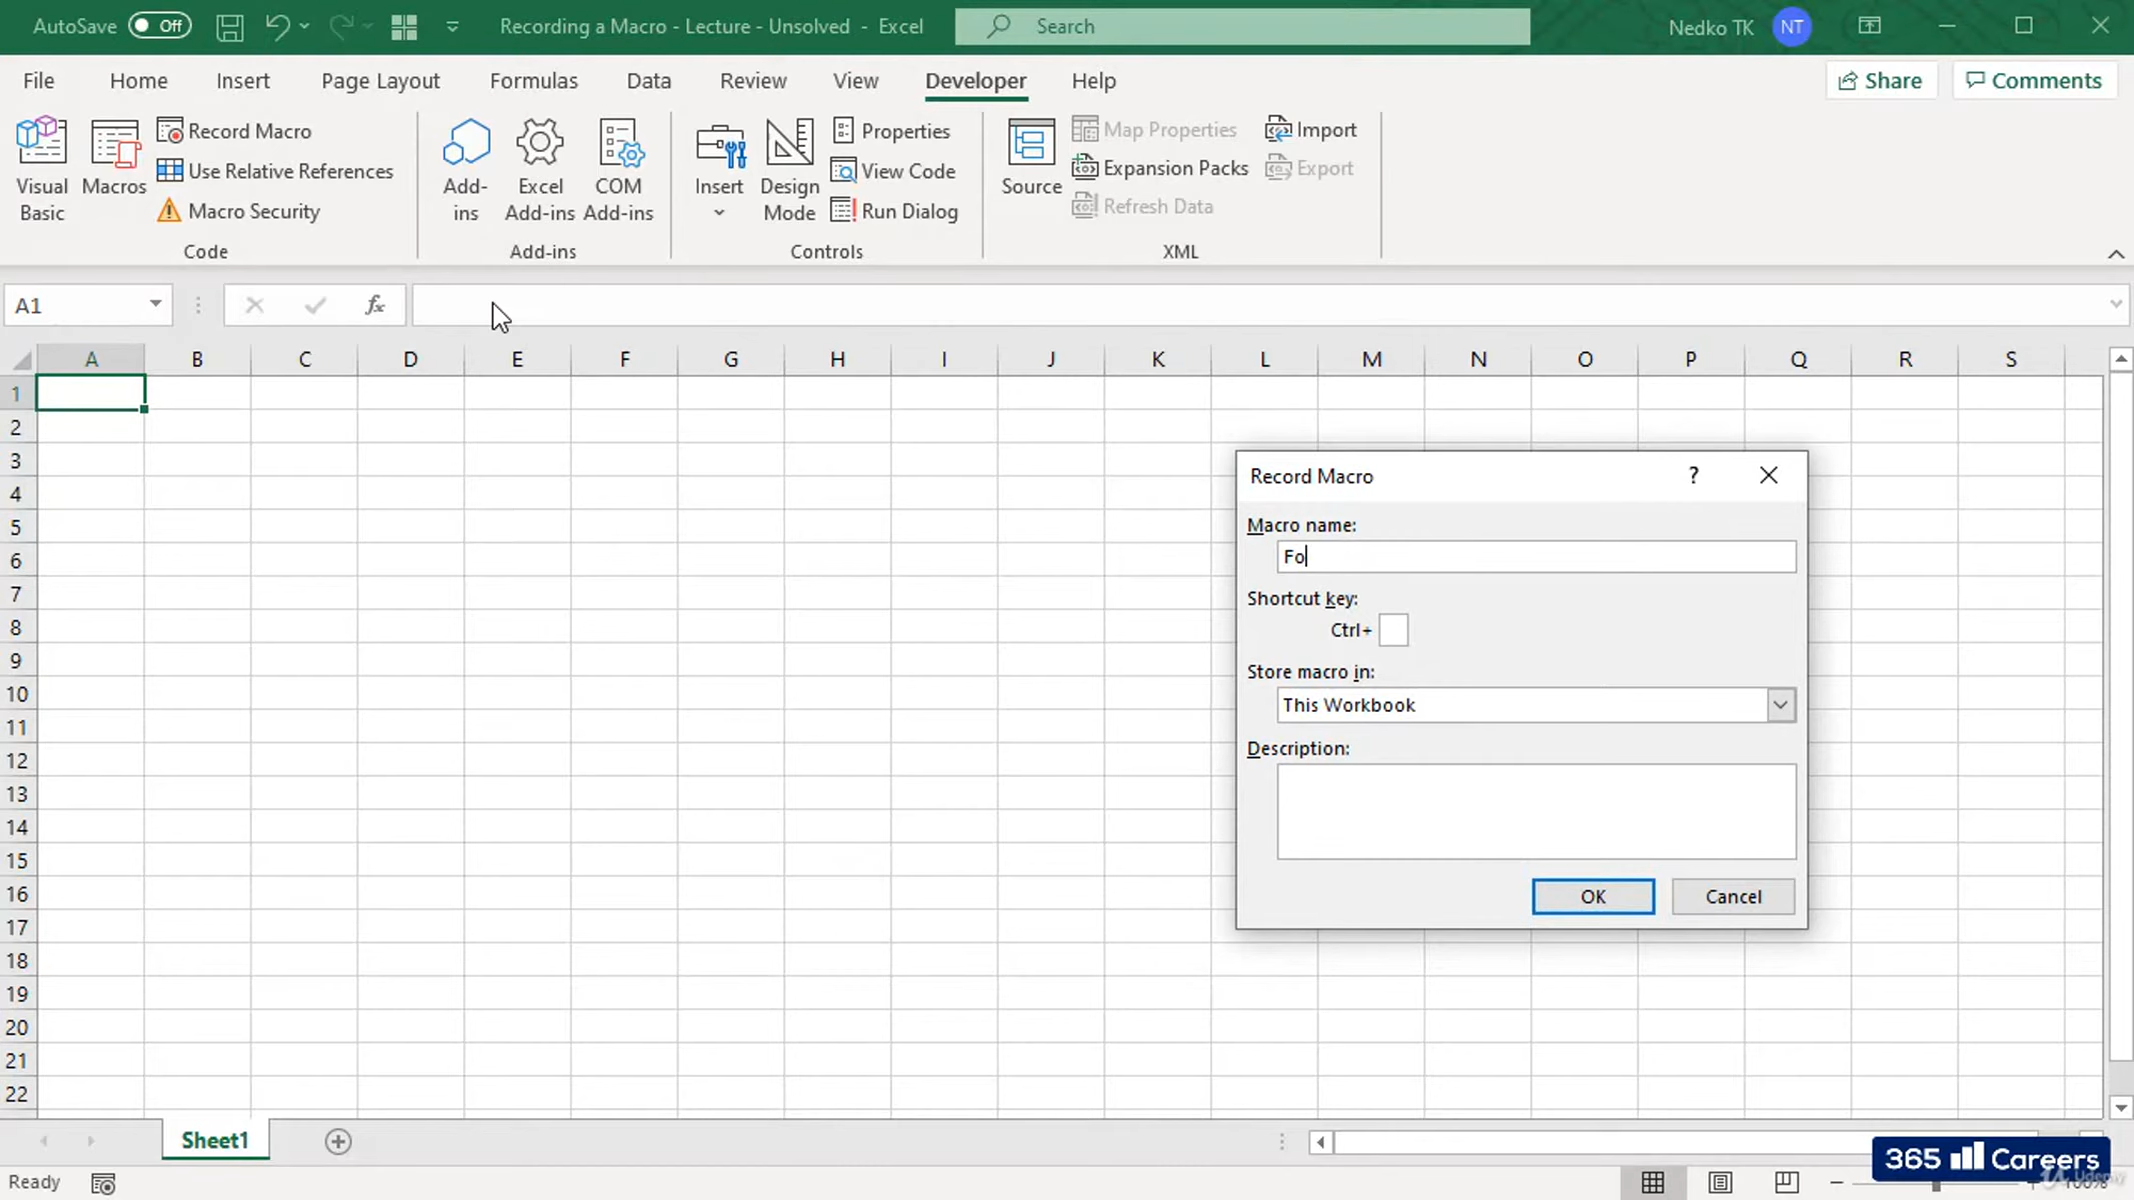 AutoSave Off Recording a Macro - Lecture - Unsolved - Excel Search Nedko TK NT
File Home Insert Page Layout Formulas Data Review View Developer Help Share Comments
Visual Basic
Macros
Record Macro
Use Relative References
Macro Security
Code
Add-ins
Excel Add-ins
COM Add-ins
Add-ins
Insert
Design Mode
Properties
View Code
Run Dialog
Controls
Source
Map Properties
Expansion Packs
Refresh Data
Import
Export
XML
A1 fx
A B C D E F G H I J K L M N O P Q R S
1
2
3
4
5
6
7
8
9
10
11
12
13
14
15
16
17
18
19
20
21
22
Record Macro ?
Macro name:
Fo
Shortcut key:
Ctrl+
Store macro in:
This Workbook
Description:
OK Cancel
Sheet1
365 Careers
Udemy
Ready